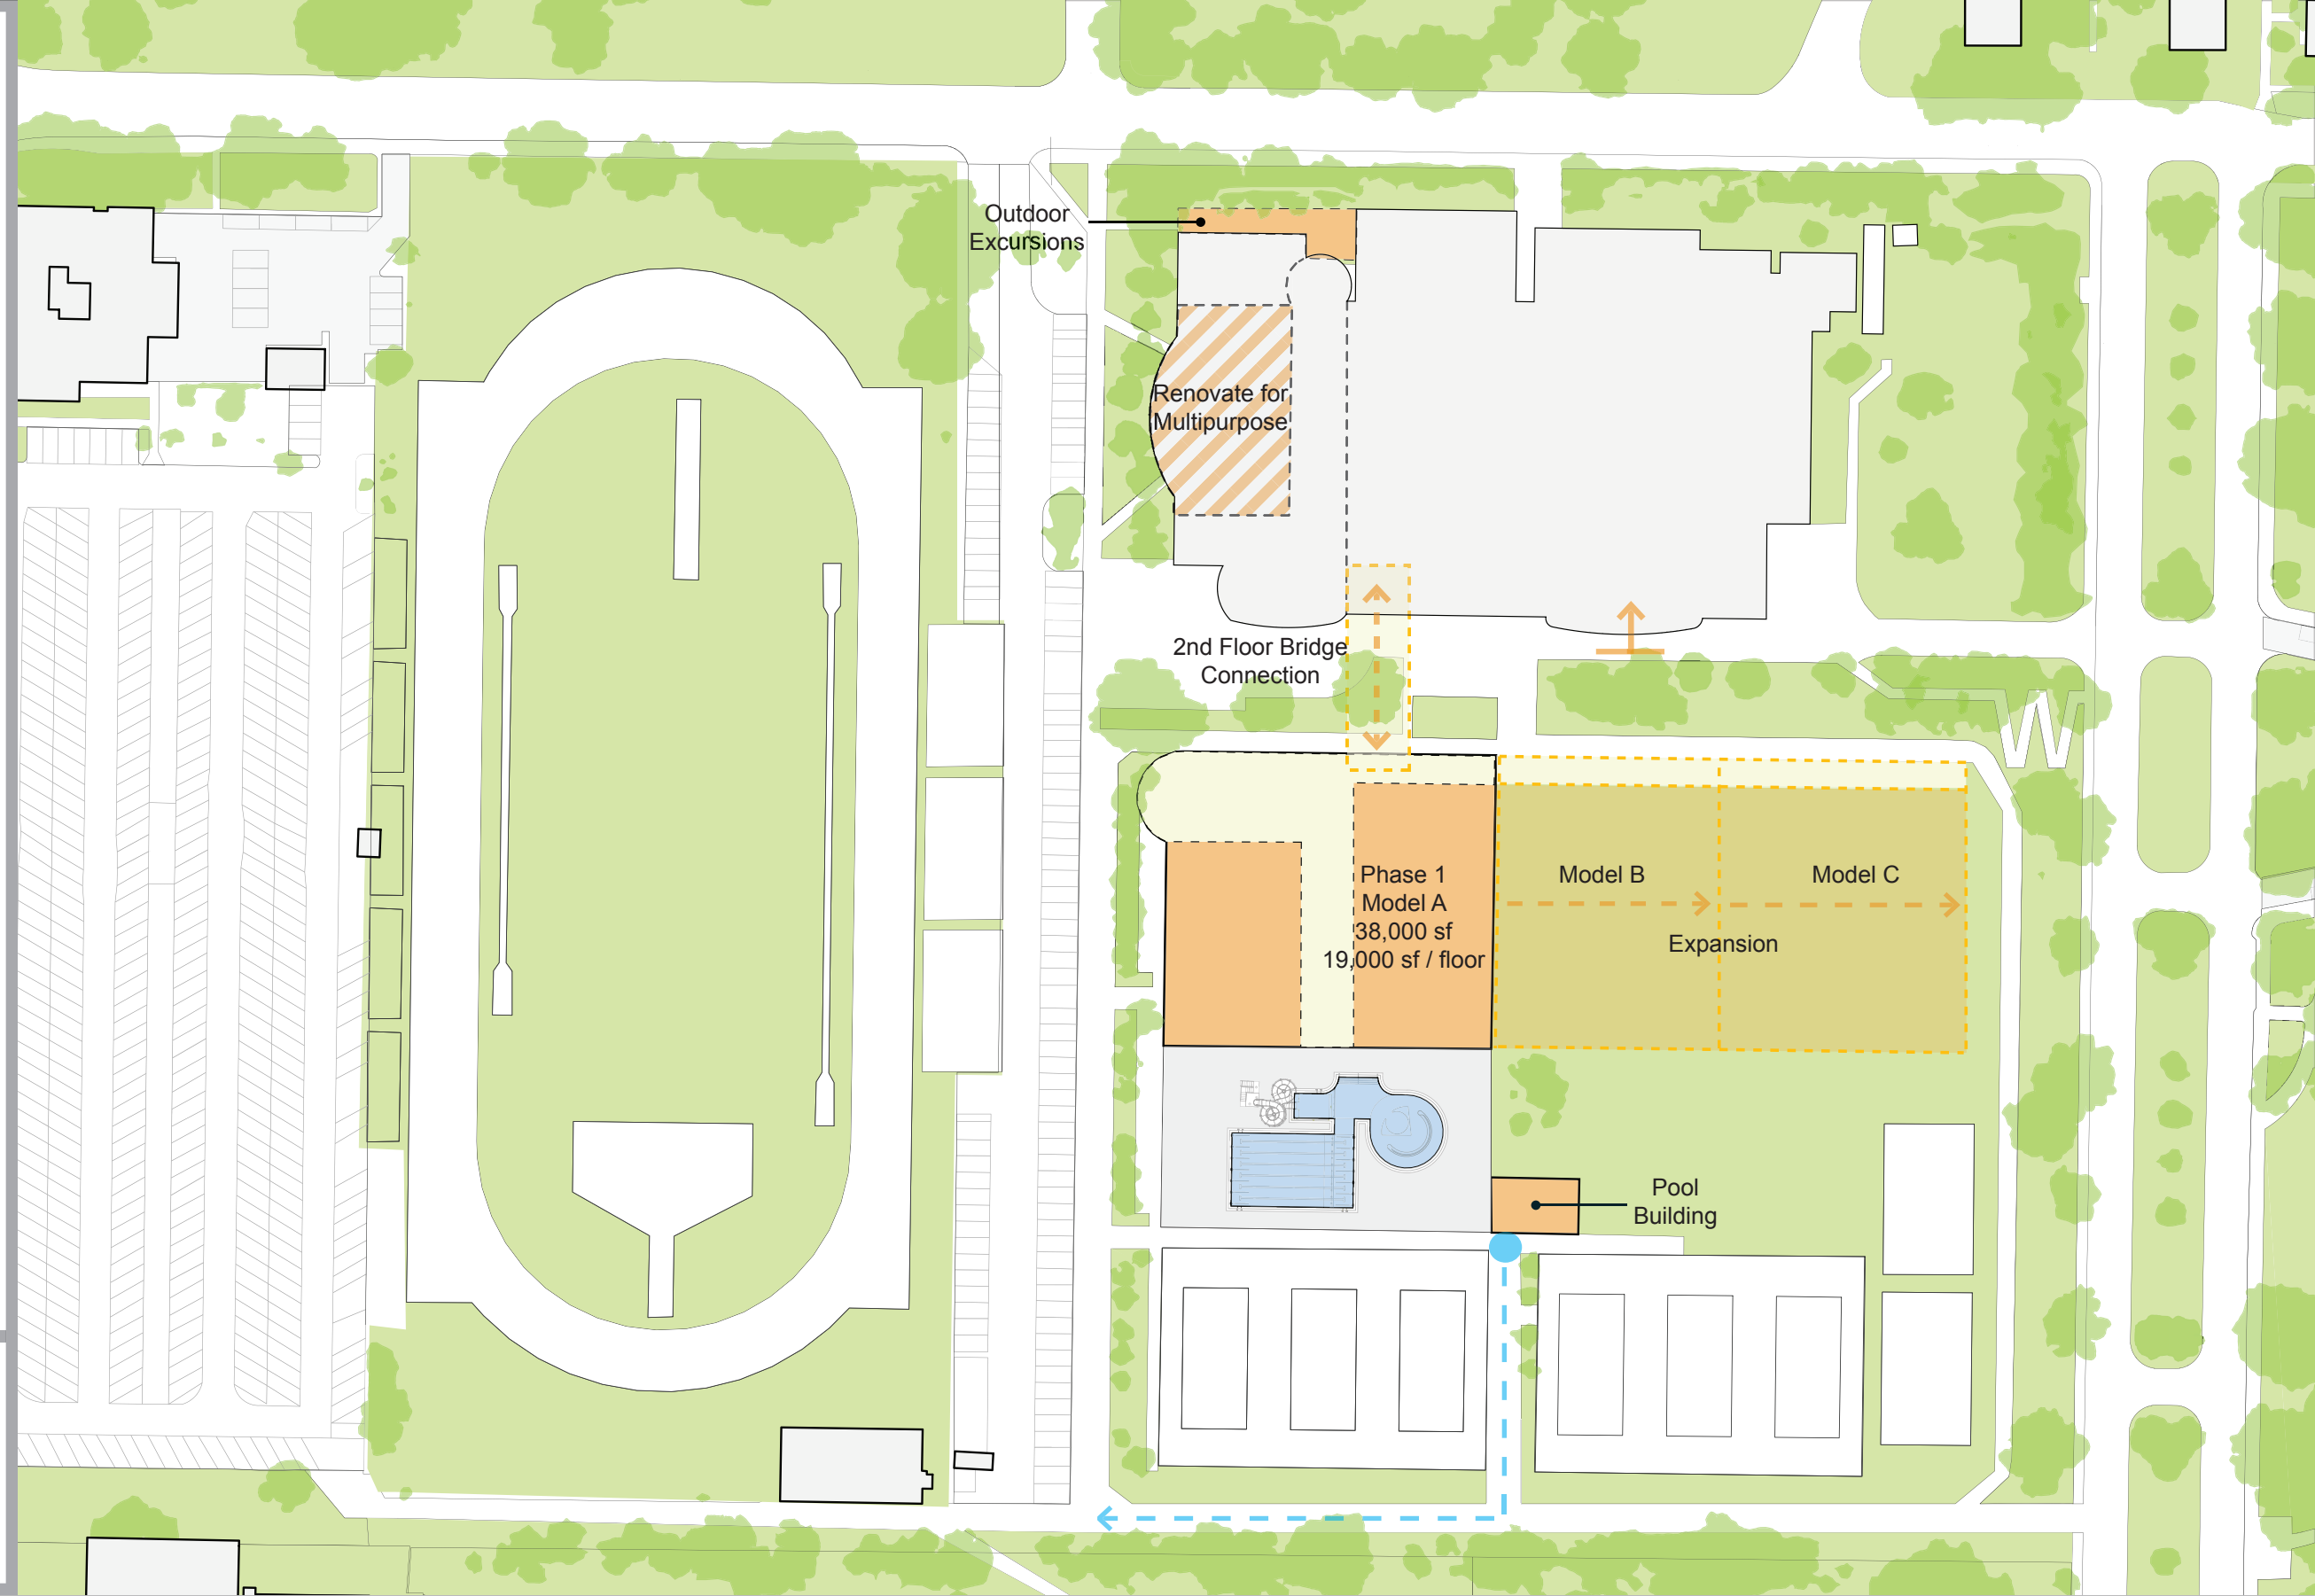 Outdoor
Excursions
Renovate for
Multipurpose
2nd Floor Bridge
Connection
Phase 1
Model A
38,000 sf
19,000 sf / floor
Model B
Model C
Expansion
Pool
Building